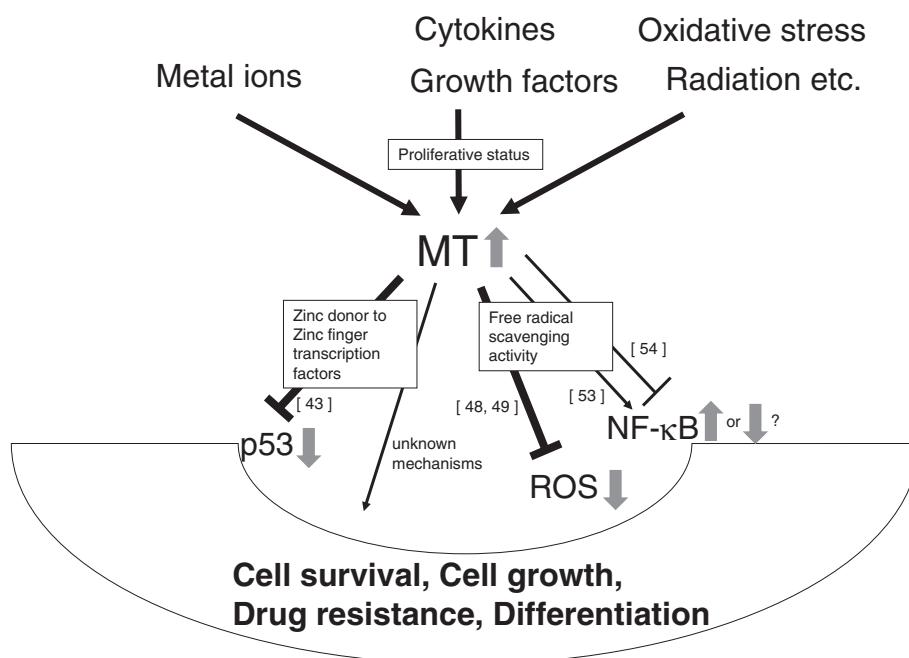 Cytokines
Oxidative stress
Metal ions
Growth factors
Radiation etc.
Proliferative status
MT
Zinc donor to
Zinc finger
transcription
factors
Free radical
scavenging
activity
[ 54 ]
[ 43 ]
[ 48, 49 ]
[ 53 ]
NF-κB
or
?
p53
unknown
mechanisms
ROS
Cell survival, Cell growth,
Drug resistance, Differentiation